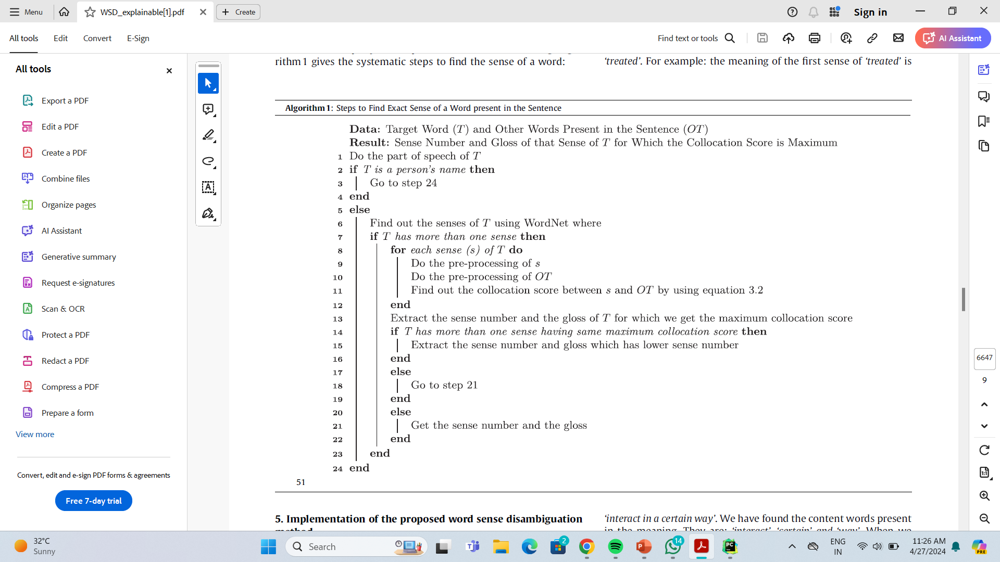 Menu
WSD_explainable[1].pdf
Create
Sign in
All tools
Edit
Convert
E-Sign
Find text or tools
AI Assistant
All tools
Export a PDF
Edit a PDF
Create a PDF
Combine files
Organize pages
AI Assistant
Generative summary
Request e-signatures
Scan & OCR
Protect a PDF
Redact a PDF
Compress a PDF
Prepare a form
View more
Convert, edit and e-sign PDF forms & agreements
Free 7-day trial
rithm 1 gives the systematic steps to find the sense of a word:
'treated'. For example: the meaning of the first sense of 'treated' is
Algorithm1: Steps to Find Exact Sense of a Word present in the Sentence
Data: Target Word (T) and Other Words Present in the Sentence (OT)
Result: Sense Number and Gloss of that Sense of T for Which the Collocation Score is Maximum
1 Do the part of speech of T
2 if T is a person's name then
3 Go to step 24
4 end
5 else
6 Find out the senses of T using WordNet where
7 if T has more than one sense then
8 for each sense (s) of T do
9 Do the pre-processing of s
10 Do the pre-processing of OT
11 Find out the collocation score between s and OT by using equation 3.2
12 end
13 Extract the sense number and the gloss of T for which we get the maximum collocation score
14 if T has more than one sense having same maximum collocation score then
15 Extract the sense number and gloss which has lower sense number
16 end
17 else
18 Go to step 21
19 end
20 else
21 Get the sense number and the gloss
22 end
23 end
24 end
51
5. Implementation of the proposed word sense disambiguation
method
'interact in a certain way'. We have found the content words present
in the meaning. They are: 'interact', 'certain' and 'way'. When we
6647
9
32°C
Sunny
Search
2
14
PRE
ENG
IN
11:26 AM
4/27/2024